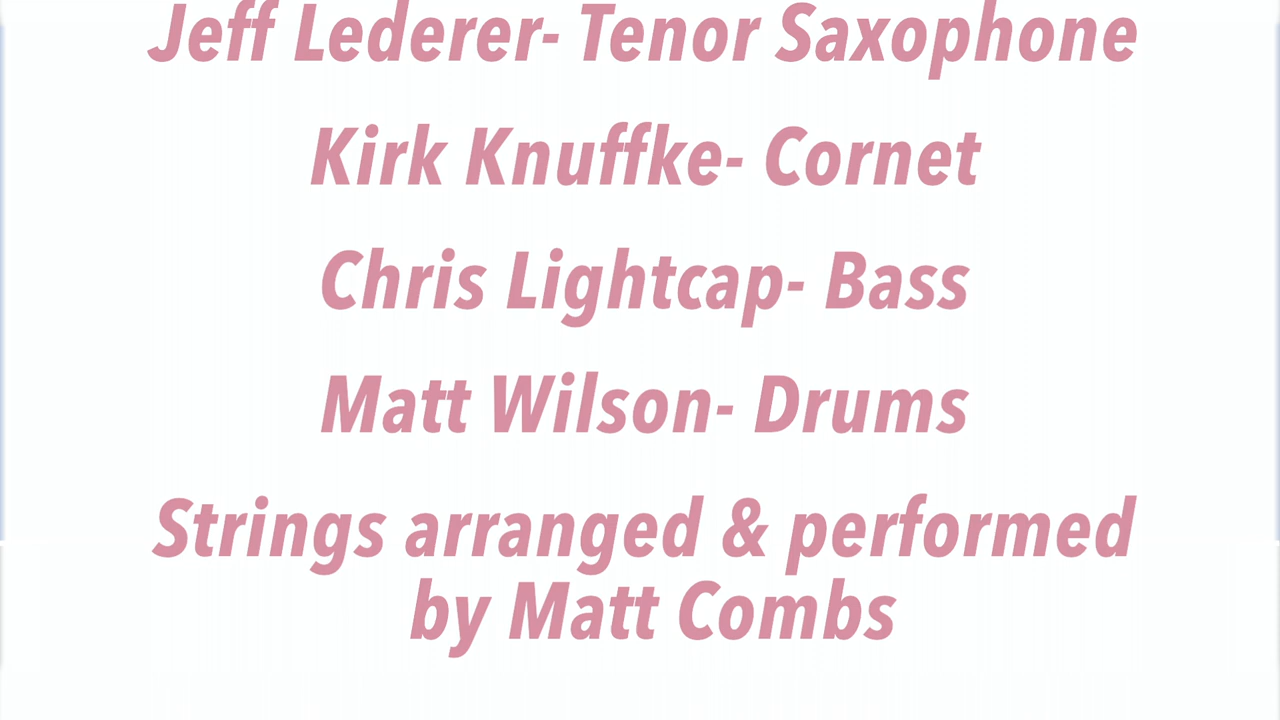 Jeff Lederer- Tenor Saxophone
Kirk Knuffke- Cornet
Chris Lightcap- Bass
Matt Wilson- Drums
Strings arranged & performed
by Matt Combs